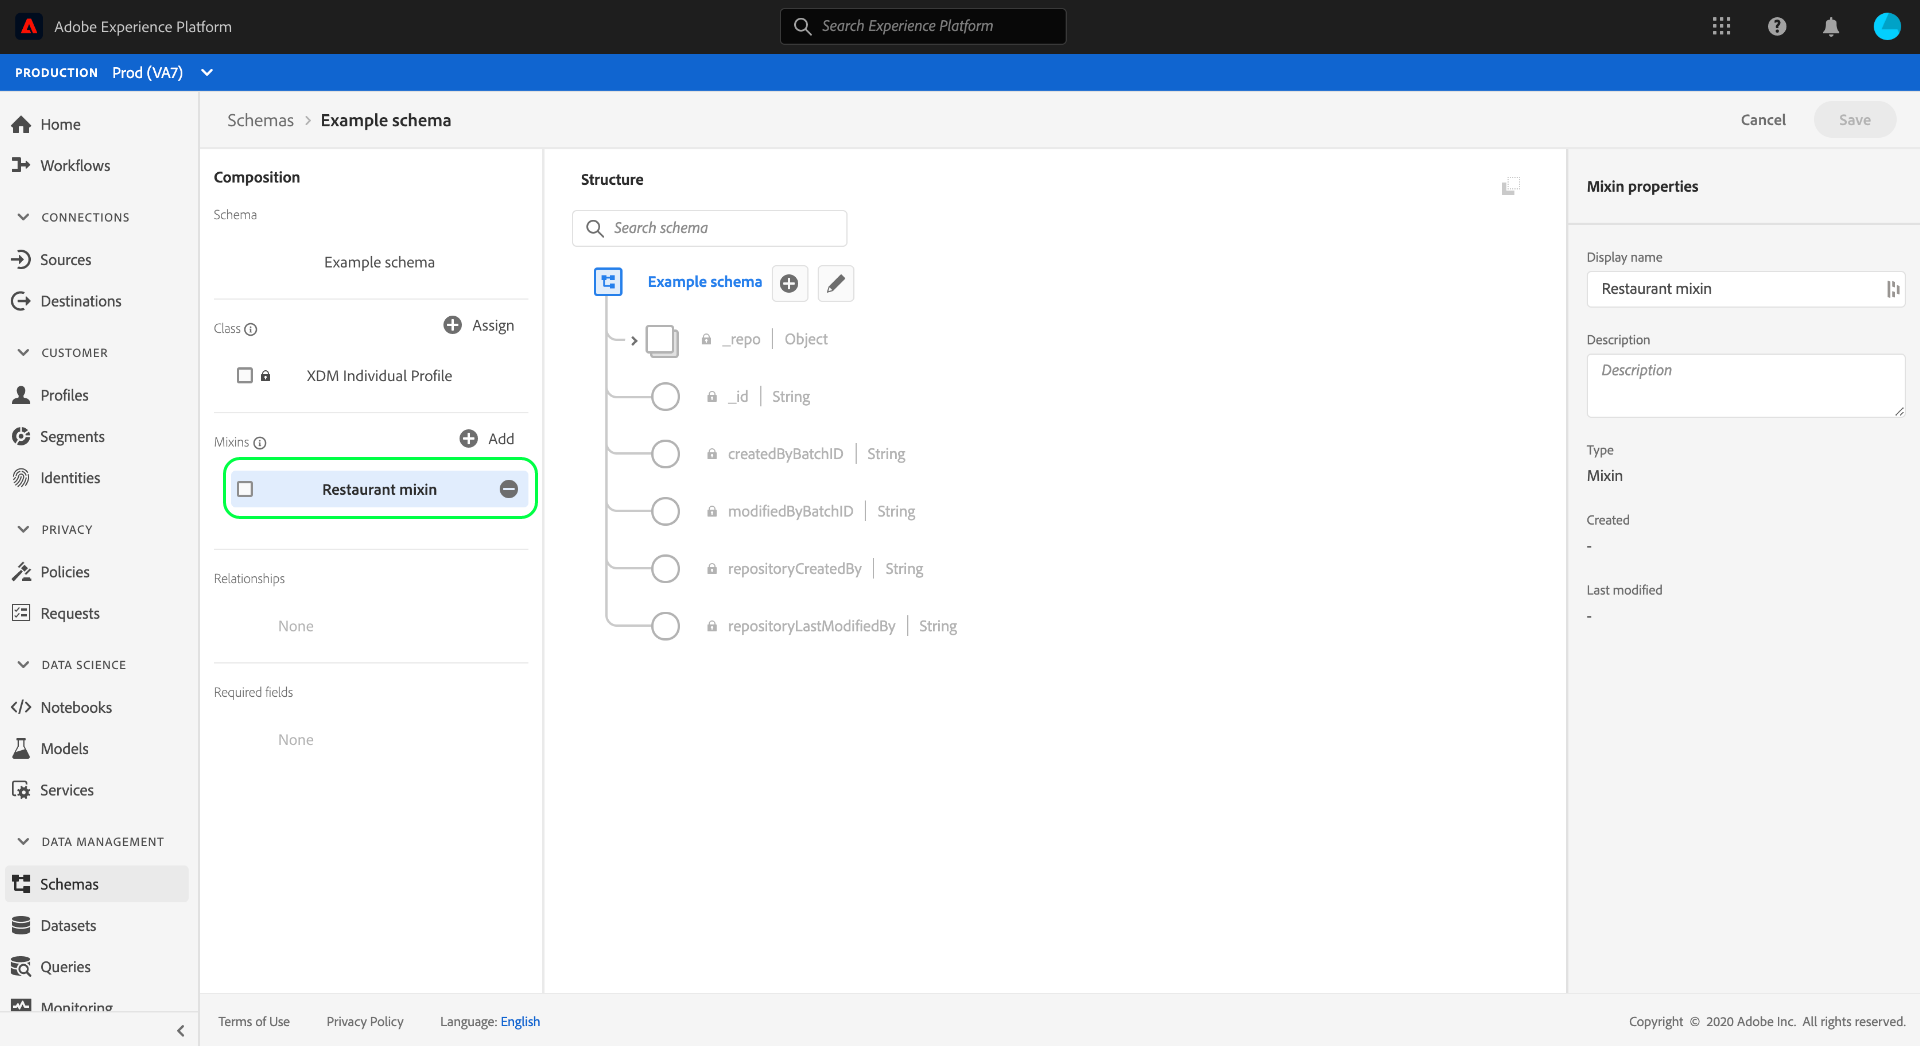 Adobe Experience Platform
Search Experience Platform
PRODUCTION Prod (VA7)
Home
Workflows
CONNECTIONS
Sources
Destinations
CUSTOMER
Profiles
Segments
Identities
PRIVACY
Policies
Requests
DATA SCIENCE
Notebooks
Models
Services
DATA MANAGEMENT
Schemas
Datasets
Queries
Monitoring
Schemas > Example schema
Cancel
Save
Composition
Schema
Example schema
Class
Assign
XDM Individual Profile
Mixins
Add
Restaurant mixin
Relationships
None
Required fields
None
Structure
Search schema
Example schema
_repo | Object
_id | String
createdByBatchID | String
modifiedByBatchID | String
repositoryCreatedBy | String
repositoryLastModifiedBy | String
Mixin properties
Display name
Restaurant mixin
Description
Description
Type
Mixin
Created
-
Last modified
-
Terms of Use
Privacy Policy
Language: English
Copyright © 2020 Adobe Inc. All rights reserved.